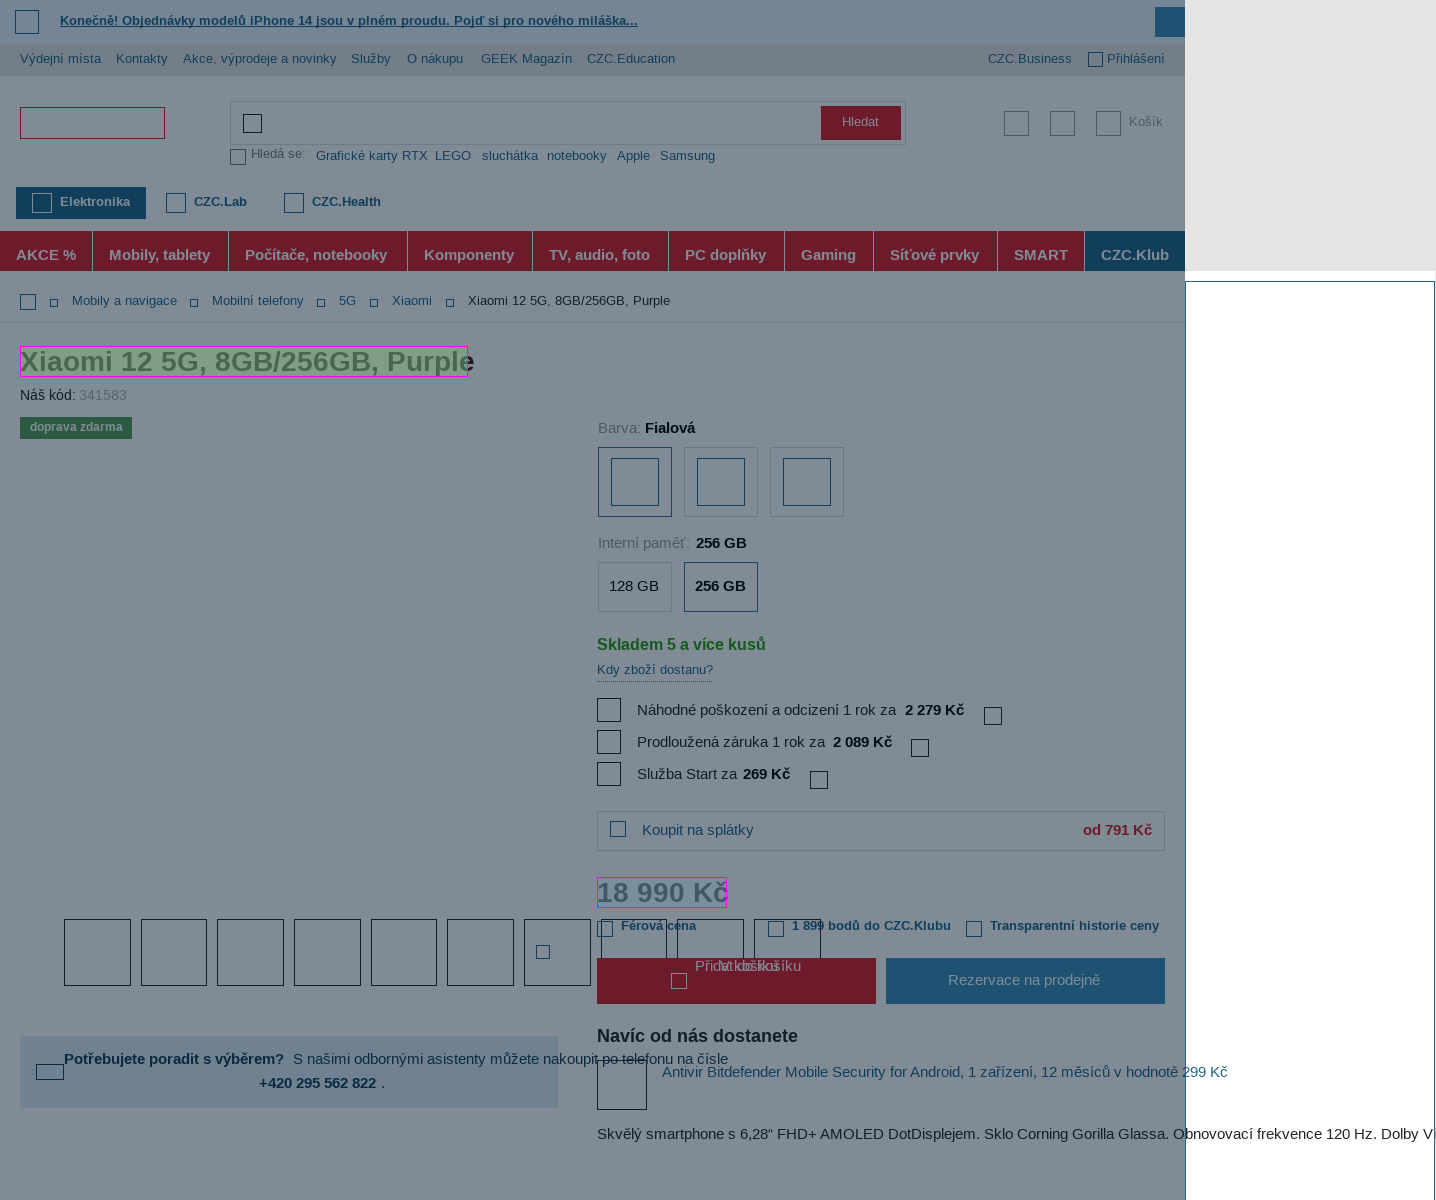 Konečně! Objednávky modelů iPhone 14 jsou v plném proudu. Pojď si pro nového miláška...
Výdejní místa Kontakty Akce, výprodeje a novinky Služby O nákupu GEEK Magazín CZC.Education CZC.Business Přihlášení
Hledat Košík
Hledá se: Grafické karty RTX LEGO sluchátka notebooky Apple Samsung
Elektronika CZC.Lab CZC.Health
AKCE % Mobily, tablety Počítače, notebooky Komponenty TV, audio, foto PC doplňky Gaming Síťové prvky SMART CZC.Klub
Mobily a navigace Mobilní telefony 5G Xiaomi Xiaomi 12 5G, 8GB/256GB, Purple
Xiaomi 12 5G, 8GB/256GB, Purple
Náš kód: 341583
doprava zdarma
Barva: Fialová
Interní paměť: 256 GB
128 GB 256 GB
Skladem 5 a více kusů
Kdy zboží dostanu?
Náhodné poškození a odcizení 1 rok za 2 279 Kč
Prodloužená záruka 1 rok za 2 089 Kč
Služba Start za 269 Kč
Koupit na splátky od 791 Kč
18 990 Kč
Férová cena 1 899 bodů do CZC.Klubu Transparentní historie ceny
Přidat do košíku V košíku Rezervace na prodejně
Navíc od nás dostanete
Potřebujete poradit s výběrem? S našimi odbornými asistenty můžete nakoupit po telefonu na čísle
+420 295 562 822 .
Antivir Bitdefender Mobile Security for Android, 1 zařízení, 12 měsíců v hodnotě 299 Kč
Skvělý smartphone s 6,28“ FHD+ AMOLED DotDisplejem. Sklo Corning Gorilla Glassa. Obnovovací frekvence 120 Hz. Dolby